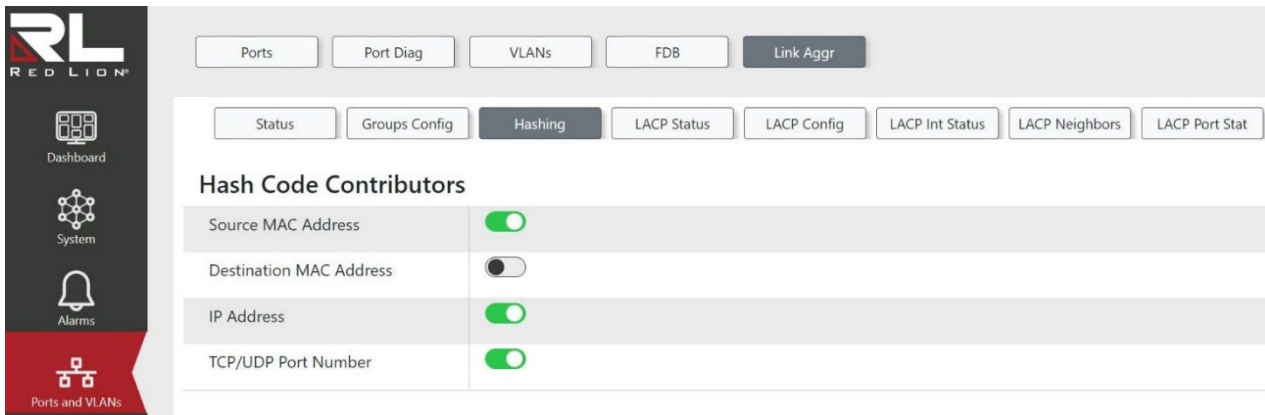 RL
RED LION®
Ports Port Diag VLANs FDB Link Aggr
Status Groups Config Hashing LACP Status LACP Config LACP Int Status LACP Neighbors LACP Port Stat
Dashboard
System
Alarms
Ports and VLANs
Hash Code Contributors
Source MAC Address
Destination MAC Address
IP Address
TCP/UDP Port Number